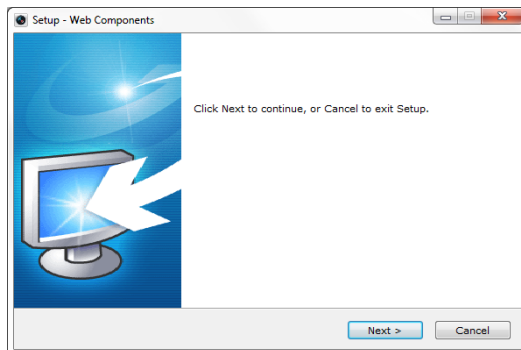 Setup - Web Components
Click Next to continue, or Cancel to exit Setup.
Next >
Cancel